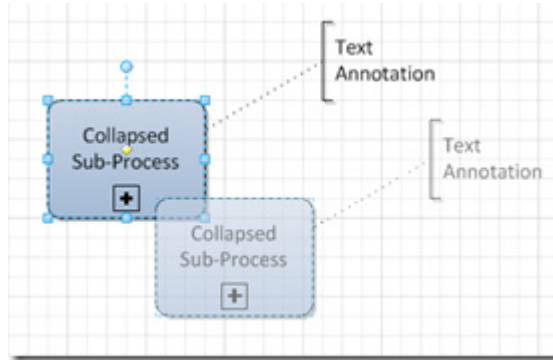 Text
Annotation
Collapsed
Sub-Process
Text
Annotation
Collapsed
Sub-Process